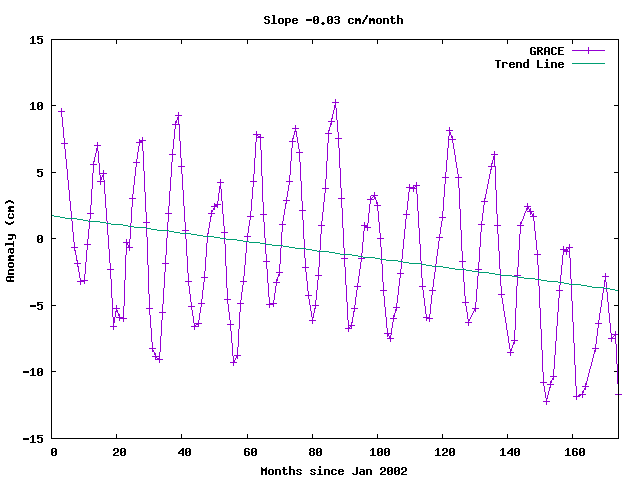 Slope -0.03 cm/month
GRACE
Trend Line
15
10
5
0
-5
-10
-15
Anomaly (cm)
0 20 40 60 80 100 120 140 160
Months since Jan 2002